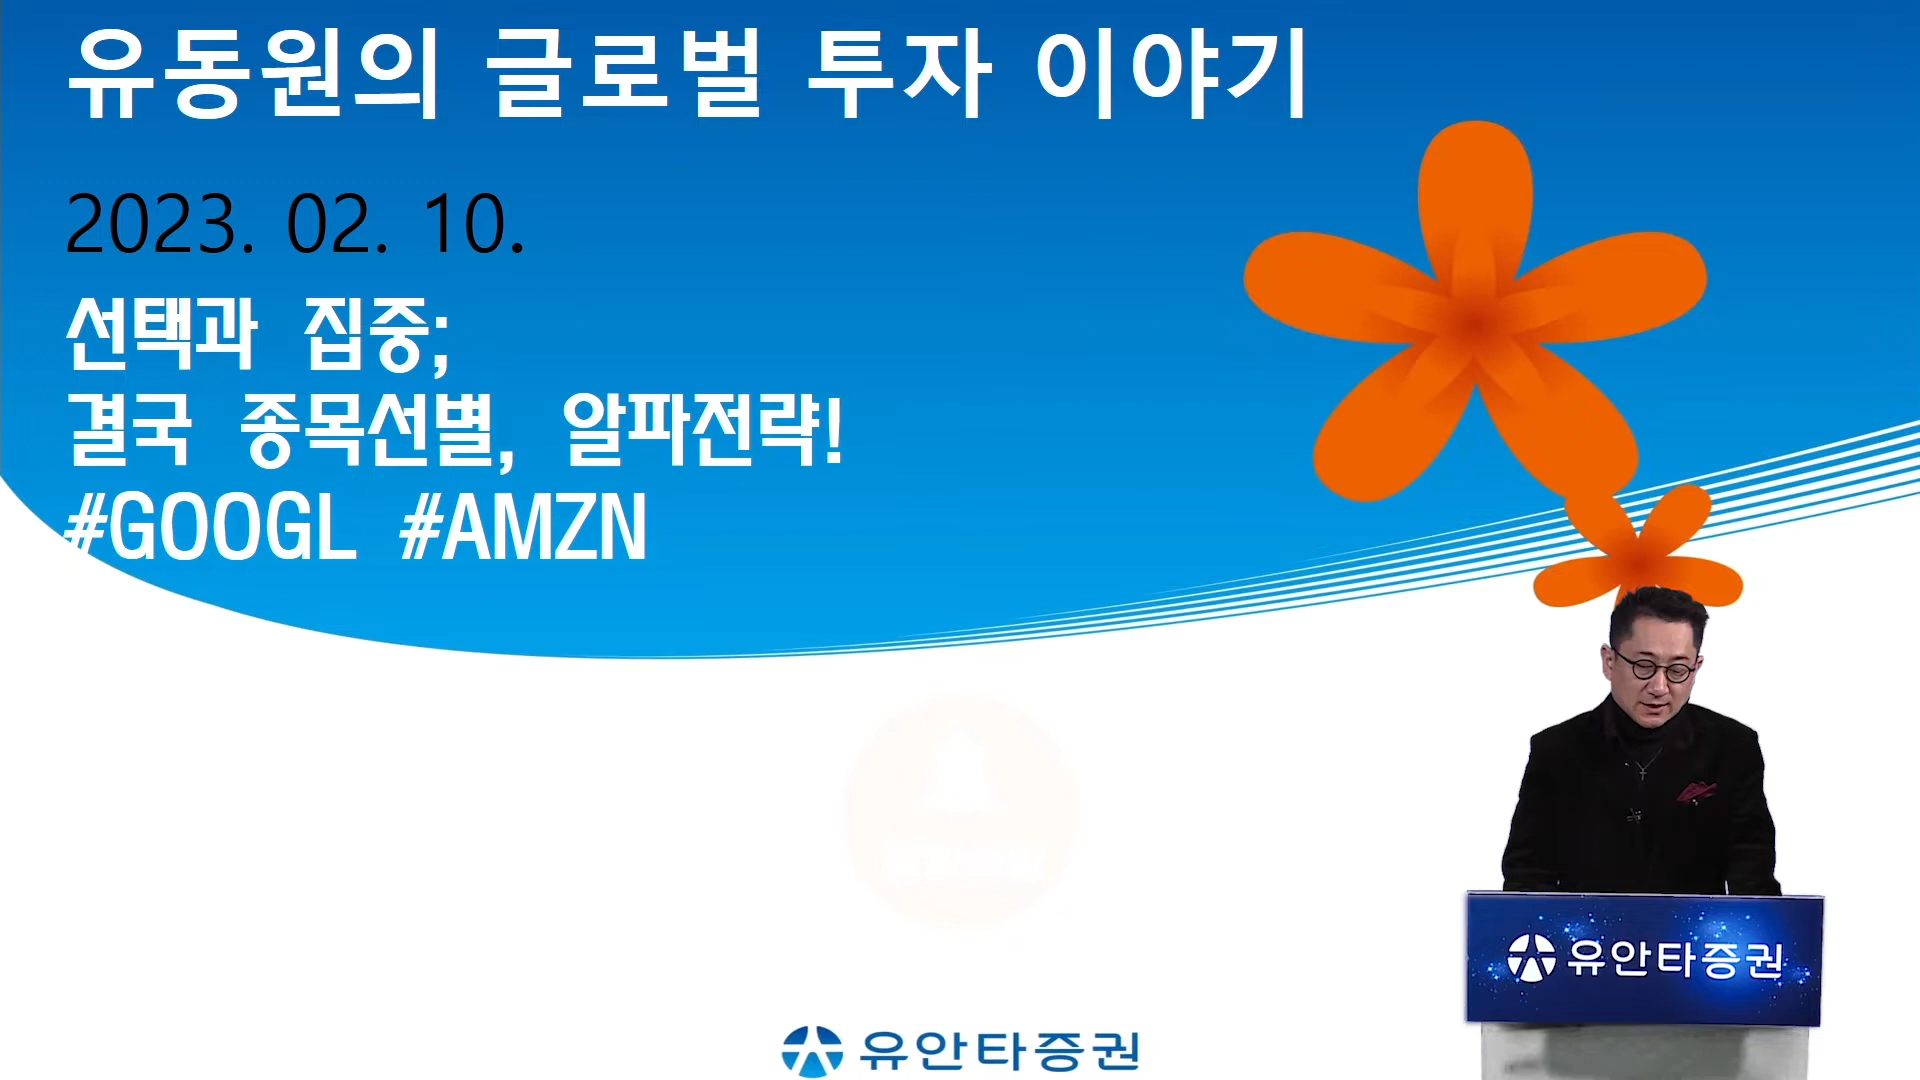 유동원의 글로벌 투자 이야기
2023. 02. 10.
선택과 집중;
결국 종목선별, 알파전략!
#GOOGL #AMZN
유안타증권
유안타증권